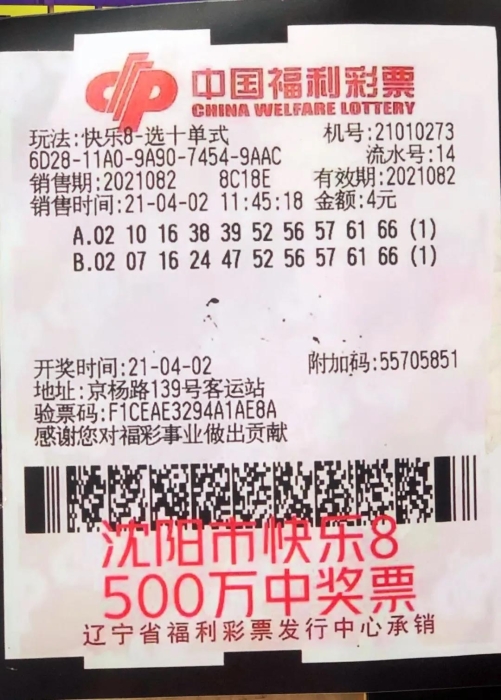 中国福利彩票
CHINA WELFARE LOTTERY
玩法:快乐8-选十单式 机号:21010273
6D28-11A0-9A90-7454-9AAC 流水号:14
销售期:2021082 8C18E 有效期:2021082
销售时间:21-04-02 11:45:18 金额:4元
A.02 10 16 38 39 52 56 57 61 66 (1)
B.02 07 16 24 47 52 56 57 61 66 (1)
开奖时间:21-04-02 附加码:55705851
地址:京杨路139号客运站
验票码:F1CEAE3294A1AE8A
感谢您对福彩事业做出贡献
沈阳市快乐8
500万中奖票
辽宁省福利彩票发行中心承销